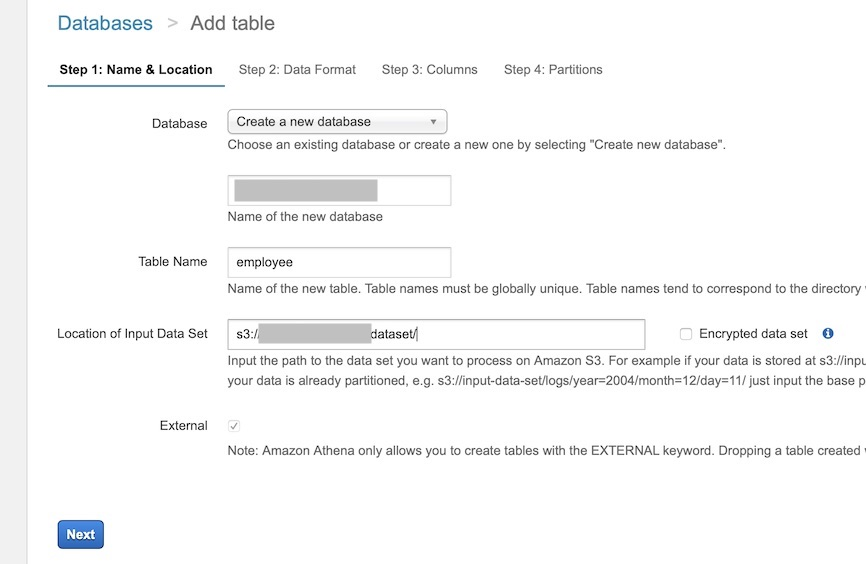 Databases > Add table
Step 1: Name & Location Step 2: Data Format Step 3: Columns Step 4: Partitions
Database Create a new database
Choose an existing database or create a new one by selecting "Create new database".
Name of the new database
Table Name employee
Name of the new table. Table names must be globally unique. Table names tend to correspond to the directory
Location of Input Data Set s3:/ dataset/ Encrypted data set
Input the path to the data set you want to process on Amazon S3. For example if your data is stored at s3://inpu
your data is already partitioned, e.g. s3://input-data-set/logs/year=2004/month=12/day=11/ just input the base p
External
Note: Amazon Athena only allows you to create tables with the EXTERNAL keyword. Dropping a table created
Next